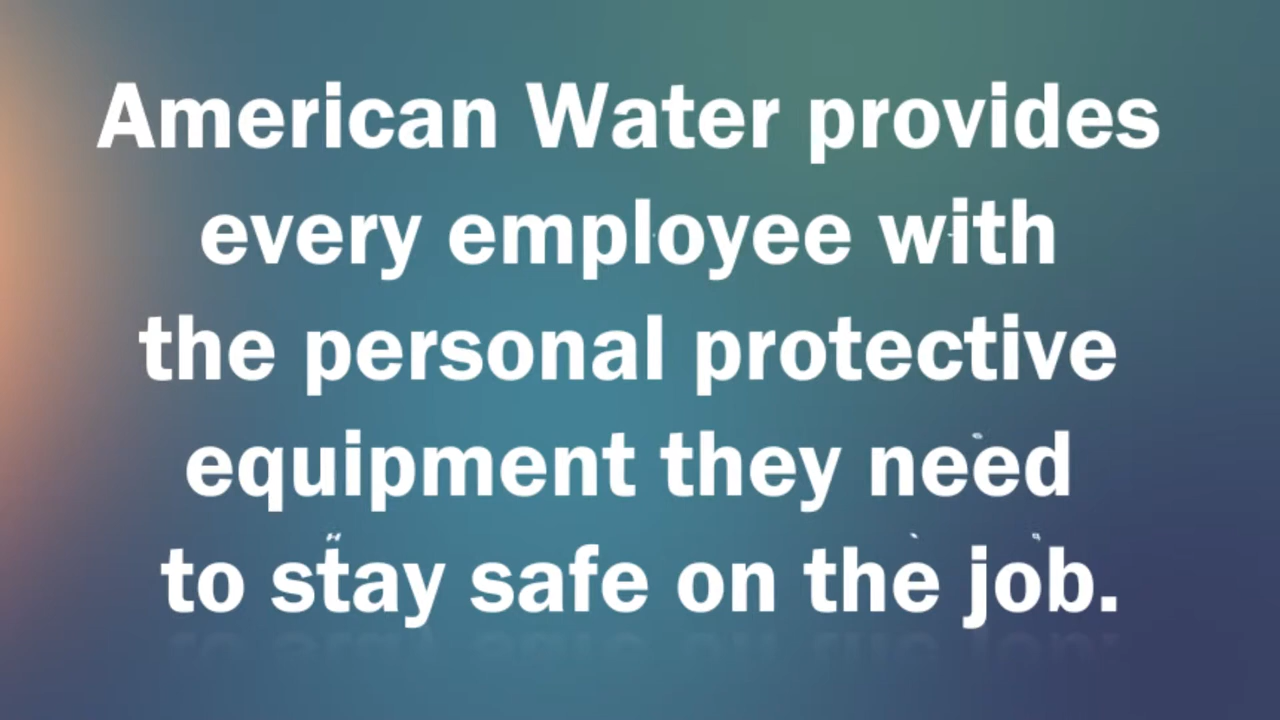 American Water provides
every employee with
the personal protective
equipment they need
to stay safe on the job.